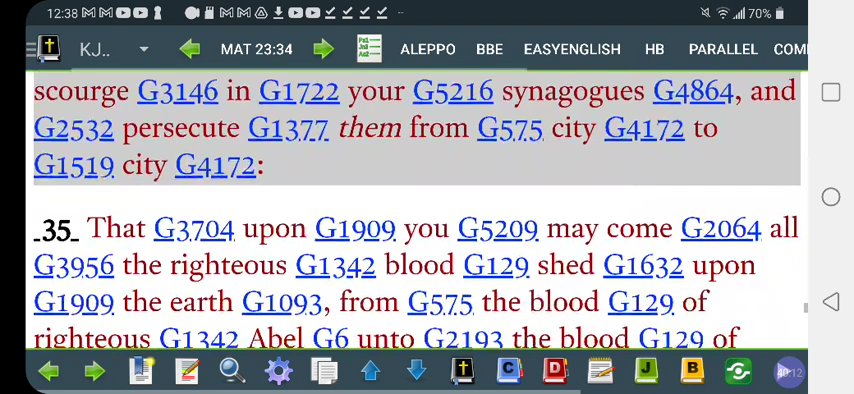 12:38 70%
KJ.. MAT 23:34 ALEPPO BBE EASYENGLISH HB PARALLEL COM
scourge G3146 in G1722 your G5216 synagogues G4864, and
G2532 persecute G1377 them from G575 city G4172 to
G1519 city G4172:
35 That G3704 upon G1909 you G5209 may come G2064 all
G3956 the righteous G1342 blood G129 shed G1632 upon
G1909 the earth G1093, from G575 the blood G129 of
righteous G1342 Abel G6 unto G2193 the blood G129 of
C D J B 40:12